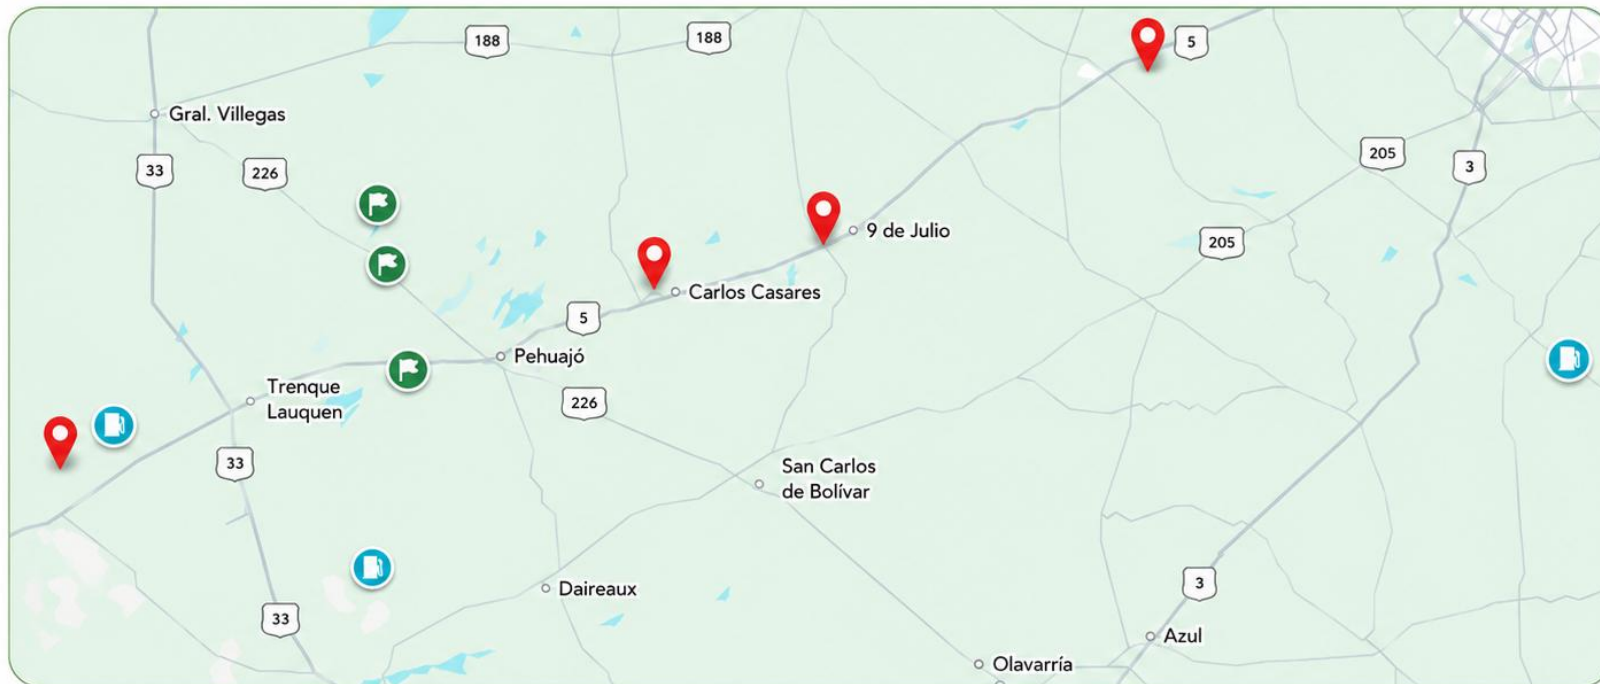 188
188
5
Gral. Villegas
33
226
205
3
9 de Julio
205
Carlos Casares
5
Pehuajó
Trenque
Lauquen
226
33
San Carlos
de Bolívar
3
Daireaux
33
Azul
Olavarría